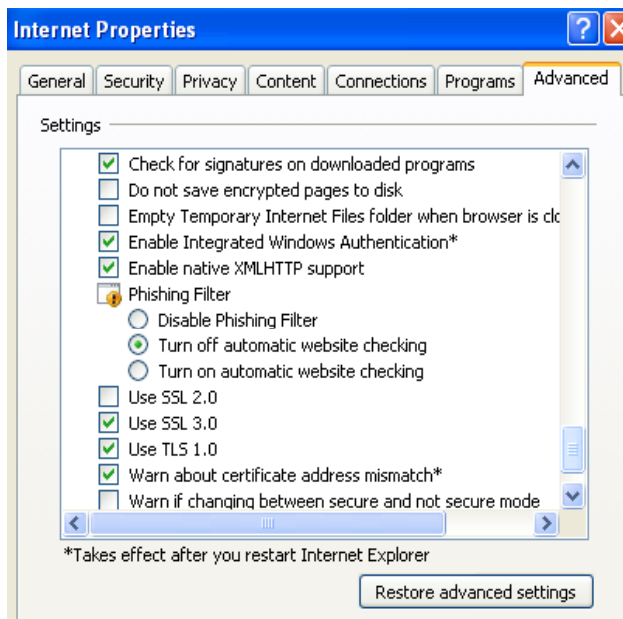 Internet Properties
General Security Privacy Content Connections Programs Advanced
Settings
Check for signatures on downloaded programs
Do not save encrypted pages to disk
Empty Temporary Internet Files folder when browser is clo
Enable Integrated Windows Authentication*
Enable native XMLHTTP support
Phishing Filter
Disable Phishing Filter
Turn off automatic website checking
Turn on automatic website checking
Use SSL 2.0
Use SSL 3.0
Use TLS 1.0
Warn about certificate address mismatch*
Warn if changing between secure and not secure mode
*Takes effect after you restart Internet Explorer
Restore advanced settings